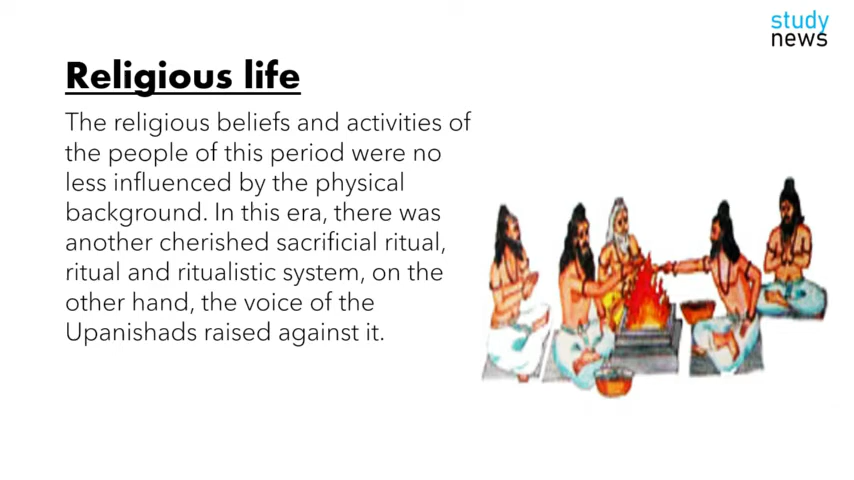 study
news
Religious life
The religious beliefs and activities of
the people of this period were no
less influenced by the physical
background. In this era, there was
another cherished sacrificial ritual,
ritual and ritualistic system, on the
other hand, the voice of the
Upanishads raised against it.